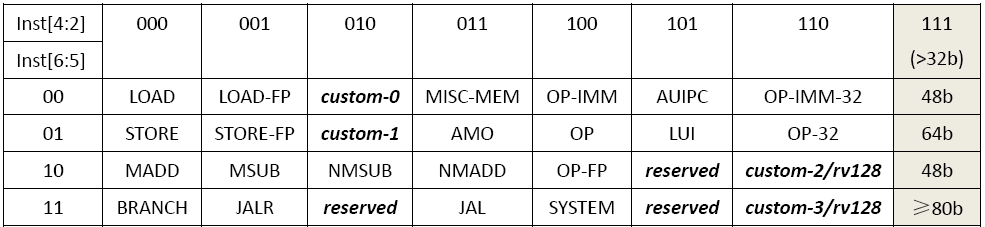 Inst[4:2] 000 001 010 011 100 101 110 111
Inst[6:5] (>32b)
00 LOAD LOAD-FP custom-0 MISC-MEM OP-IMM AUIPC OP-IMM-32 48b
01 STORE STORE-FP custom-1 AMO OP LUI OP-32 64b
10 MADD MSUB NMSUB NMADD OP-FP reserved custom-2/rv128 48b
11 BRANCH JALR reserved JAL SYSTEM reserved custom-3/rv128 ⩾80b